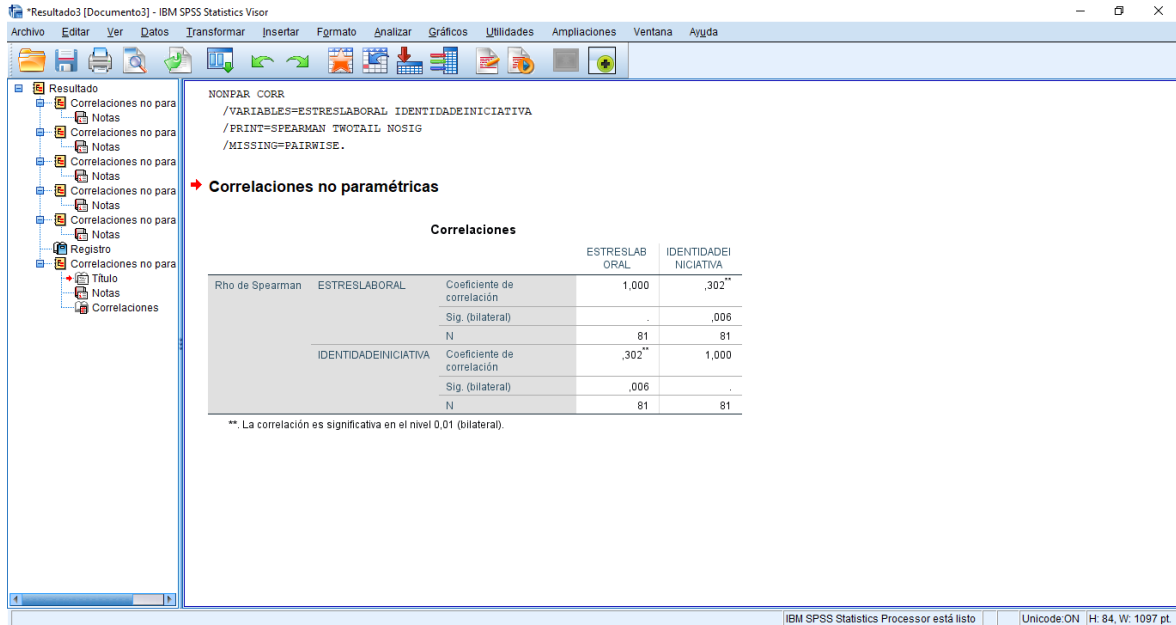 *Resultado3 [Documento3] - IBM SPSS Statistics Visor
Archivo Editar Ver Datos Transformar Insertar Formato Analizar Gráficos Utilidades Ampliaciones Ventana Ayuda
Resultado
Correlaciones no para
Notas
Correlaciones no para
Notas
Correlaciones no para
Notas
Correlaciones no para
Notas
Correlaciones no para
Notas
Registro
Correlaciones no para
Título
Notas
Correlaciones
NONPAR CORR
/VARIABLES=ESTRESLABORAL IDENTIDADEINICIATIVA
/PRINT=SPEARMAN TWOTAIL NOSIG
/MISSING=PAIRWISE.
Correlaciones no paramétricas
Correlaciones
ESTRESLAB IDENTIDADEI
ORAL NICIATIVA
Rho de Spearman ESTRESLABORAL Coeficiente de 1,000 ,302**
correlación
Sig. (bilateral) . ,006
N 81 81
IDENTIDADEINICIATIVA Coeficiente de ,302** 1,000
correlación
Sig. (bilateral) ,006 .
N 81 81
**. La correlación es significativa en el nivel 0,01 (bilateral).
IBM SPSS Statistics Processor está listo Unicode:ON H: 84, W: 1097 pt